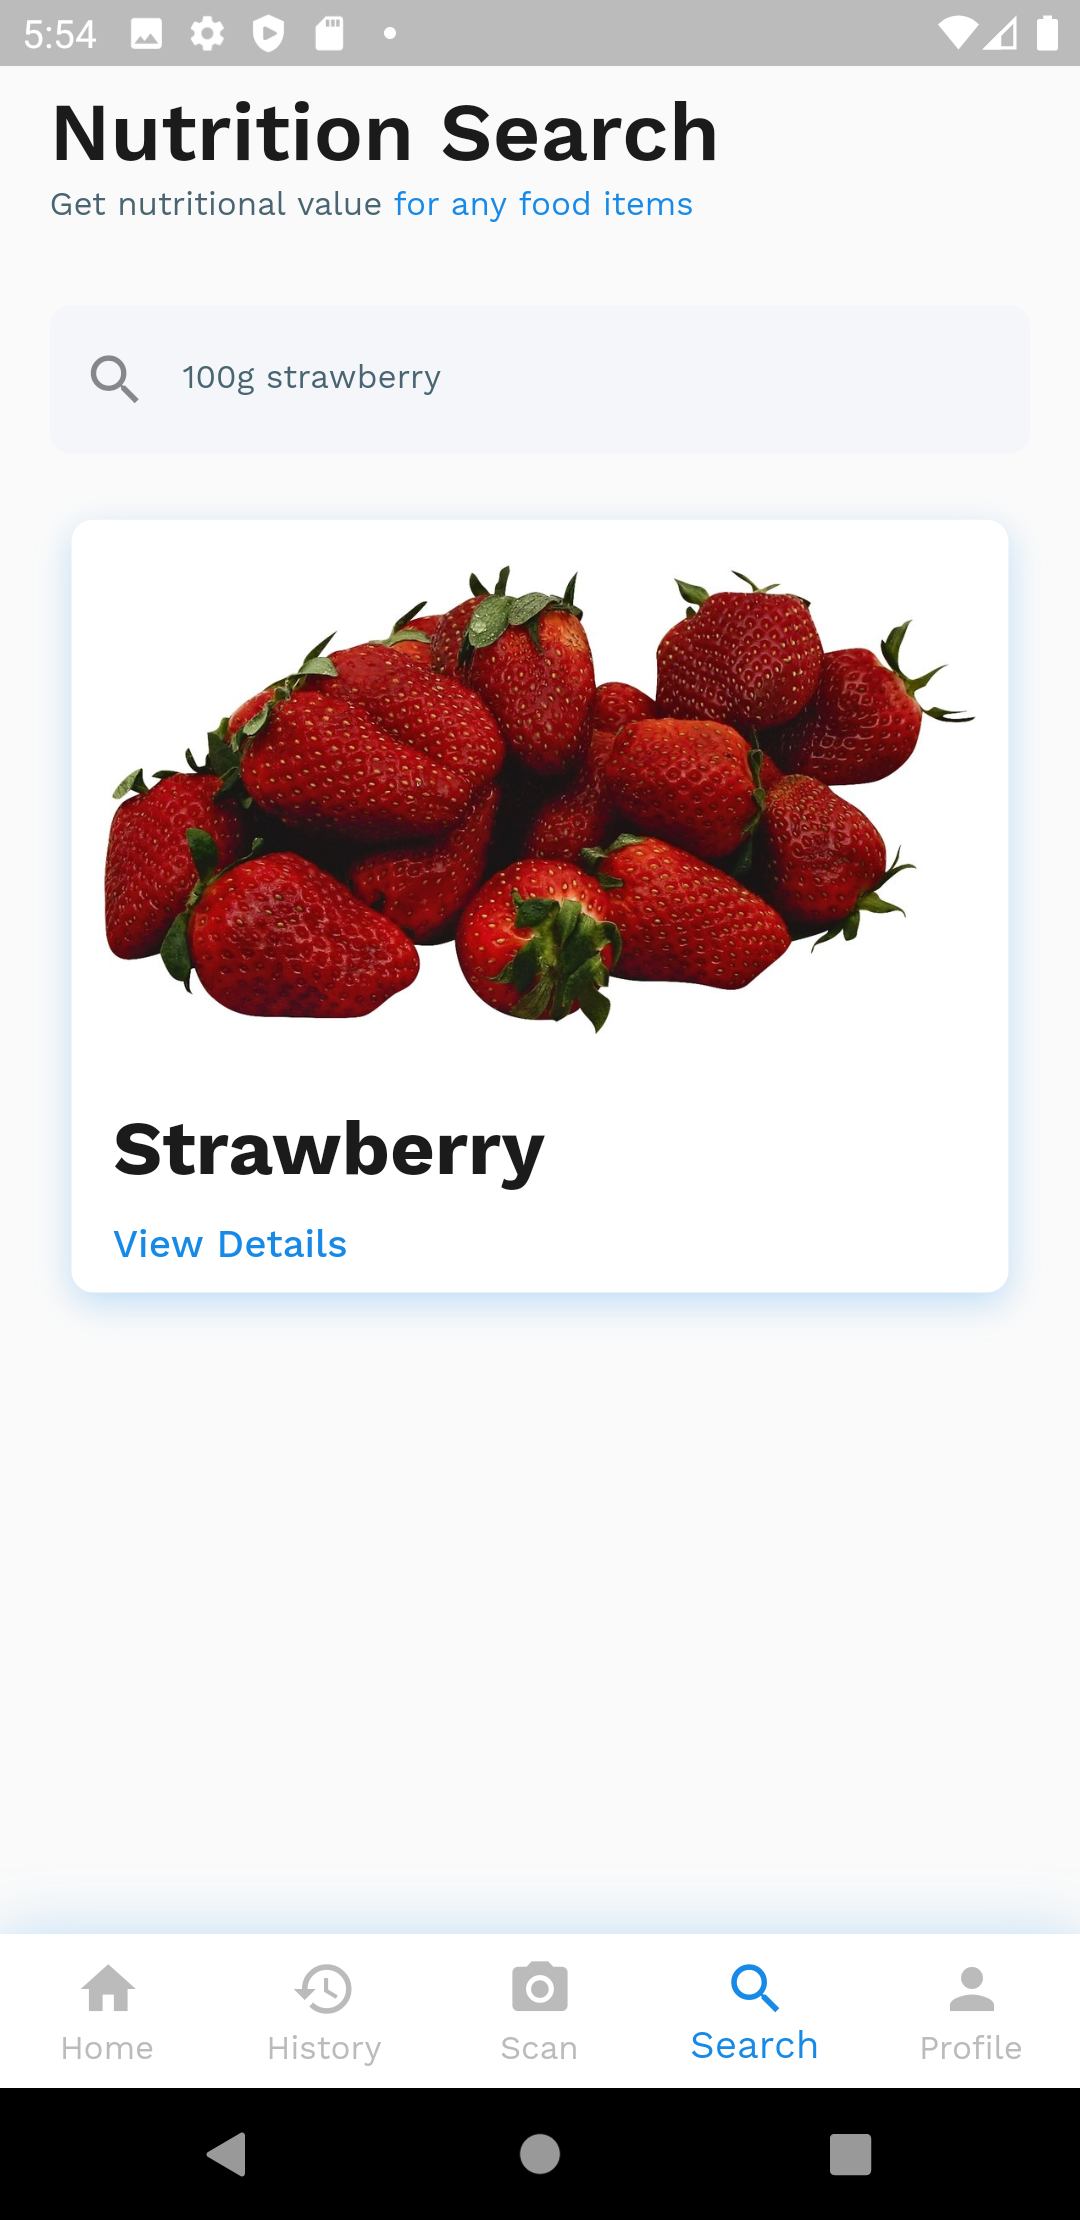 5:54
Nutrition Search
Get nutritional value for any food items
100g strawberry
Strawberry
View Details
Home
History
Scan
Search
Profile